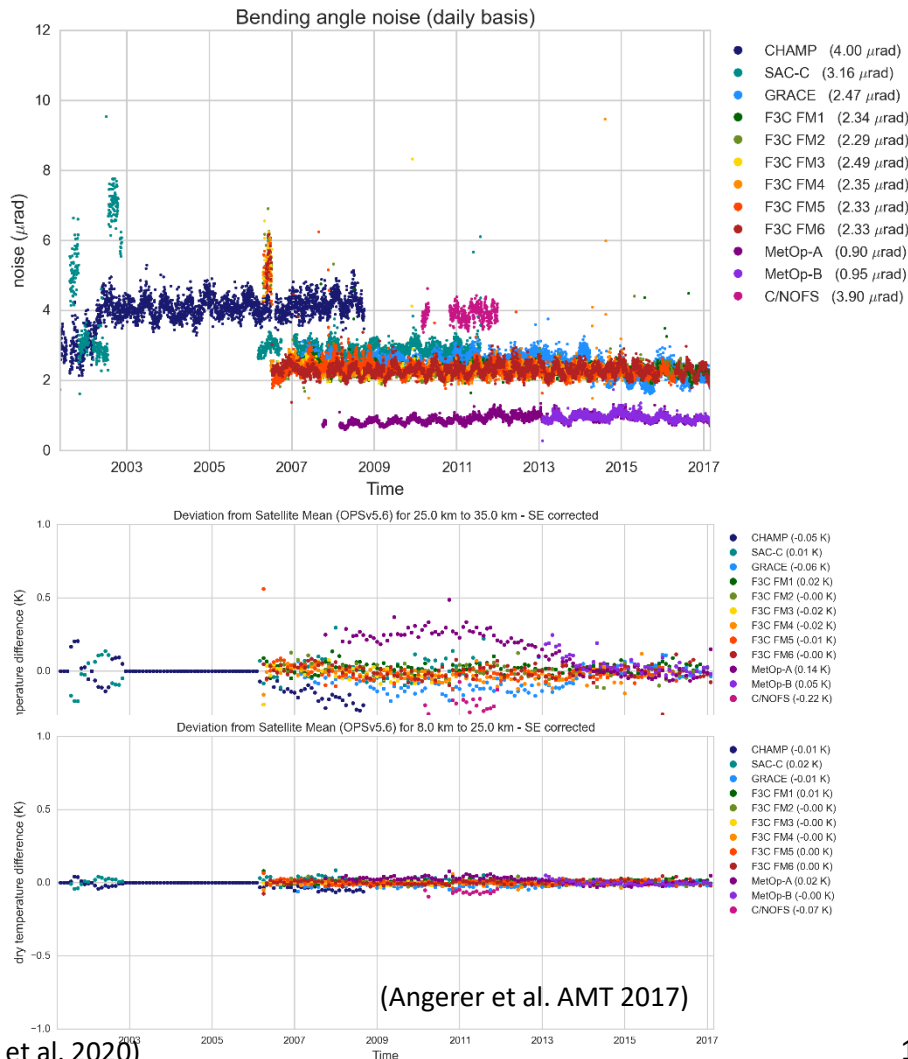 Bending angle noise (daily basis)
12
10
8
6
4
2
0
noise (μrad)
2003 2005 2007 2009 2011 2013 2015 2017
Time
CHAMP (4.00 μrad)
SAC-C (3.16 μrad)
GRACE (2.47 μrad)
F3C FM1 (2.34 μrad)
F3C FM2 (2.29 μrad)
F3C FM3 (2.49 μrad)
F3C FM4 (2.35 μrad)
F3C FM5 (2.33 μrad)
F3C FM6 (2.33 μrad)
MetOp-A (0.90 μrad)
MetOp-B (0.95 μrad)
C/NOFS (3.90 μrad)
Deviation from Satellite Mean (OPSv5.6) for 25.0 km to 35.0 km - SE corrected
1.0
0.5
0.0
perature difference (K)
CHAMP (-0.05 K)
SAC-C (0.01 K)
GRACE (-0.06 K)
F3C FM1 (0.02 K)
F3C FM2 (-0.00 K)
F3C FM3 (-0.02 K)
F3C FM4 (-0.02 K)
F3C FM5 (-0.01 K)
F3C FM6 (-0.00 K)
MetOp-A (0.14 K)
MetOp-B (0.05 K)
C/NOFS (-0.22 K)
Deviation from Satellite Mean (OPSv5.6) for 8.0 km to 25.0 km - SE corrected
1.0
0.5
0.0
−0.5
−1.0
dry temperature difference (K)
CHAMP (-0.01 K)
SAC-C (0.02 K)
GRACE (-0.01 K)
F3C FM1 (0.01 K)
F3C FM2 (-0.00 K)
F3C FM3 (-0.00 K)
F3C FM4 (-0.00 K)
F3C FM5 (0.00 K)
F3C FM6 (0.00 K)
MetOp-A (0.02 K)
MetOp-B (-0.00 K)
C/NOFS (-0.07 K)
(Angerer et al. AMT 2017)
2003 2005 2007 2009 2011 2013 2015 2017
Time
et al. 2020)
1